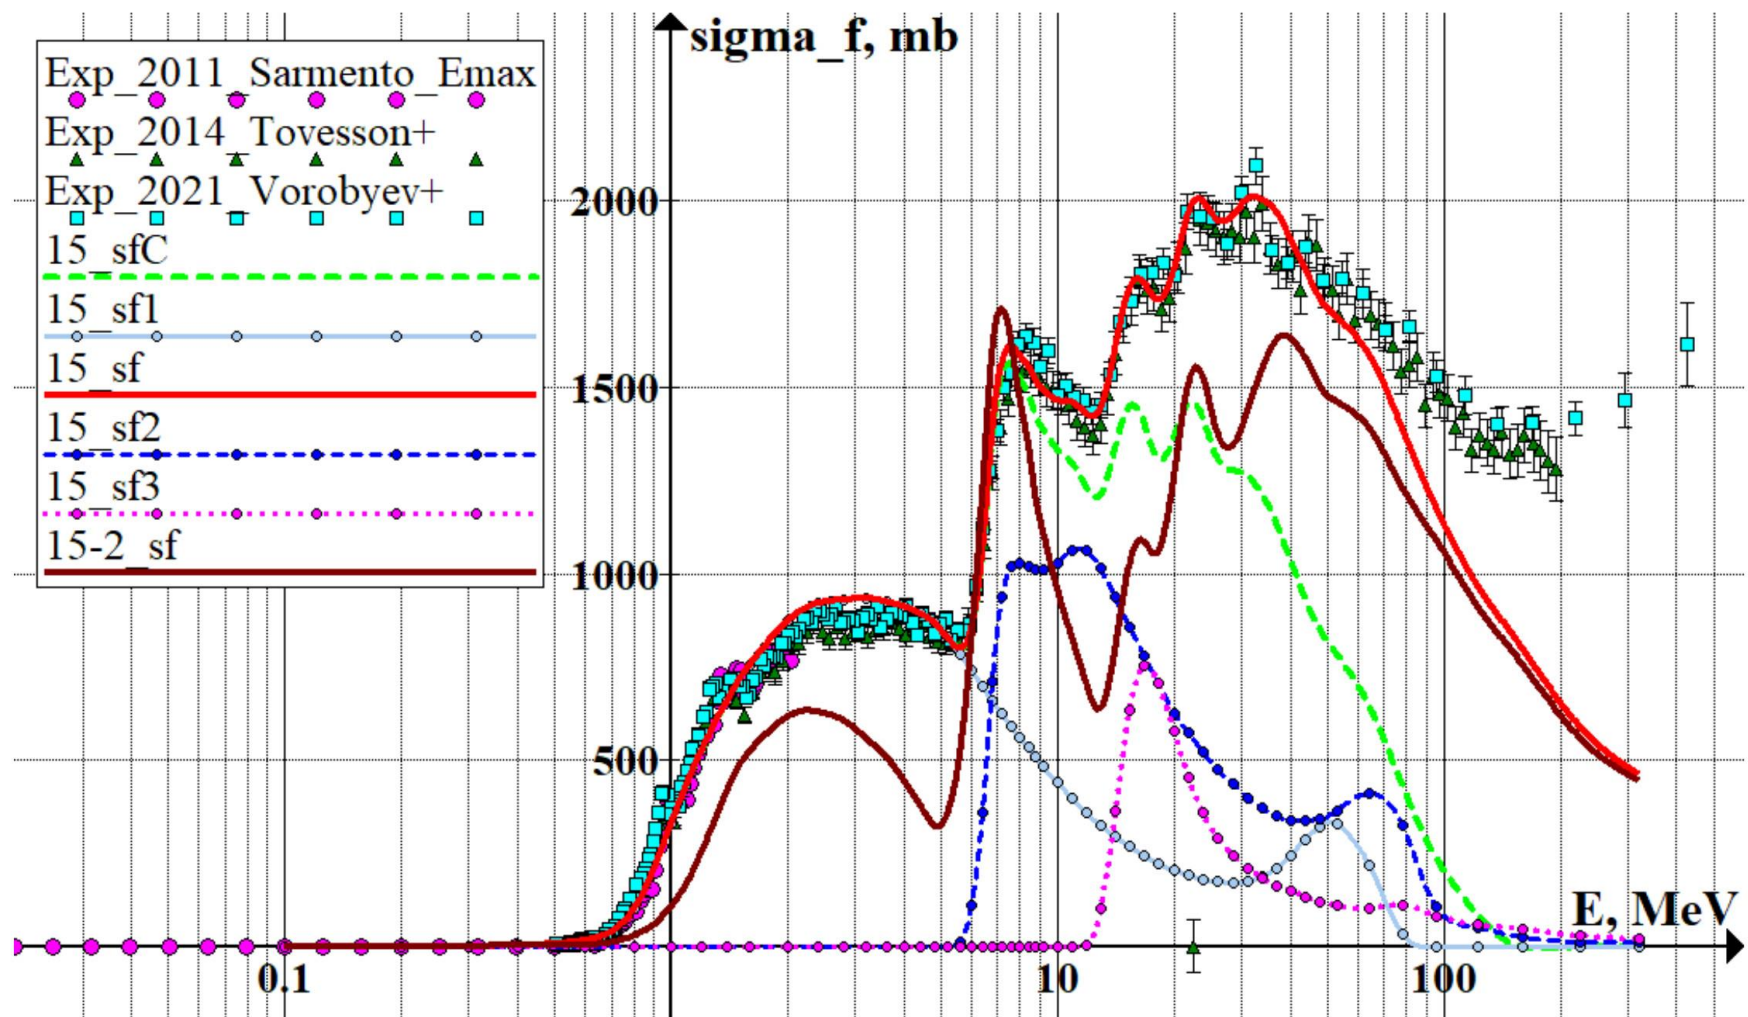 sigma_f, mb
Exp_2011_Sarmento_Emax
Exp_2014_Tovesson+
Exp_2021_Vorobyev+
15_sfC
15_sf1
15_sf
15_sf2
15_sf3
15-2_sf
2000
1500
1000
500
E, MeV
0.1
10
100